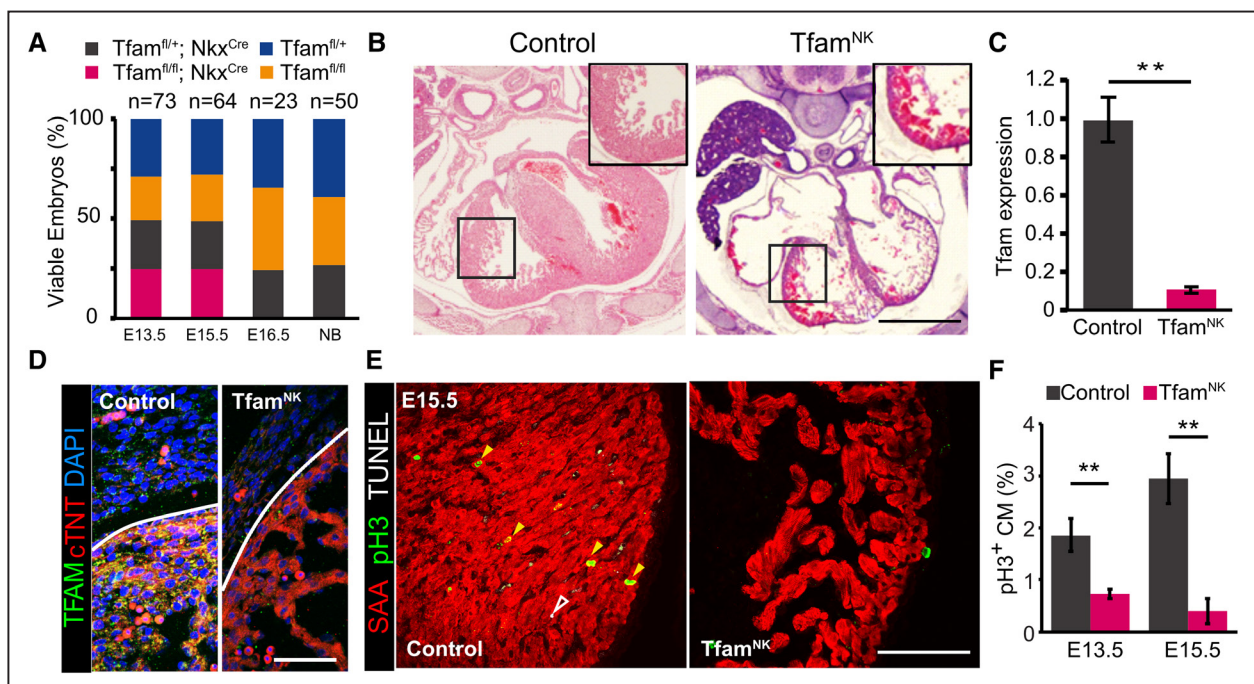 A
Tfam^fl/+; Nkx^Cre Tfam^fl/+
Tfam^fl/fl; Nkx^Cre Tfam^fl/fl
n=73 n=64 n=23 n=50
Viable Embryos (%)
100
50
0
E13.5 E15.5 E16.5 NB
B
Control Tfam^NK
C
Tfam expression
**
1.2
1.0
0.8
0.6
0.4
0.2
0
Control Tfam^NK
D
TFAM cTNT DAPI
Control Tfam^NK
E
SAA pH3 TUNEL
E15.5
Control Tfam^NK
F
Control Tfam^NK
pH3+ CM (%)
4
3
2
1
0
** **
E13.5 E15.5